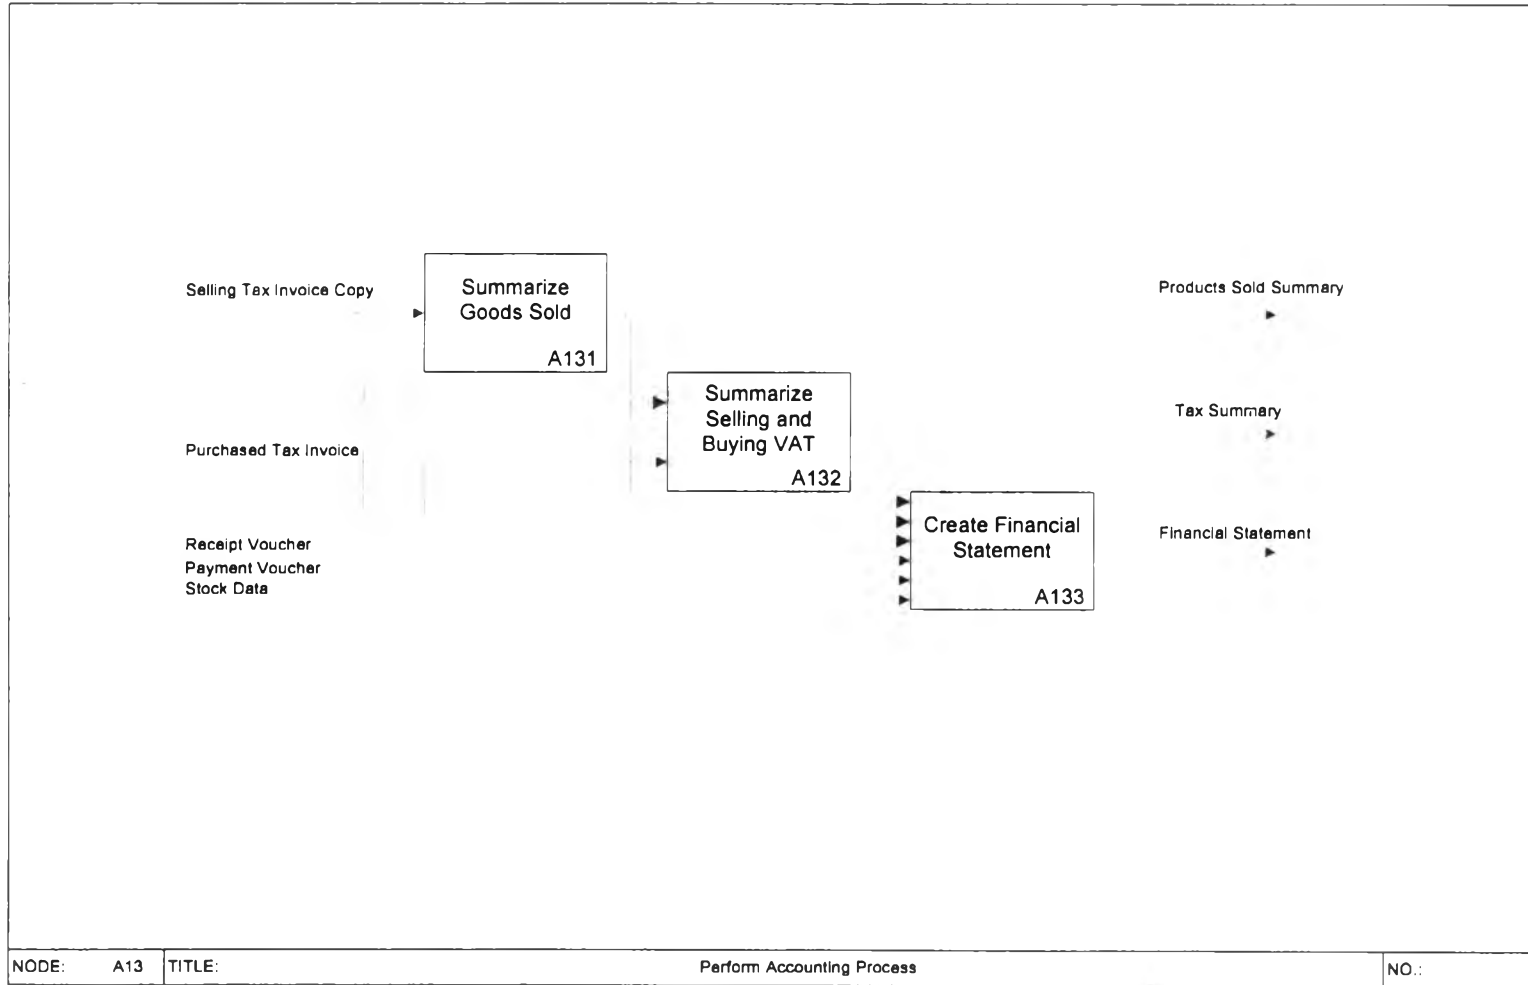 Selling Tax Invoice Copy
Summarize
Goods Sold
A131
Products Sold Summary
Purchased Tax Invoice
Summarize
Selling and
Buying VAT
A132
Tax Summary
Receipt Voucher
Payment Voucher
Stock Data
Create Financial
Statement
A133
Financial Statement
NODE: A13 TITLE: Perform Accounting Process NO.: